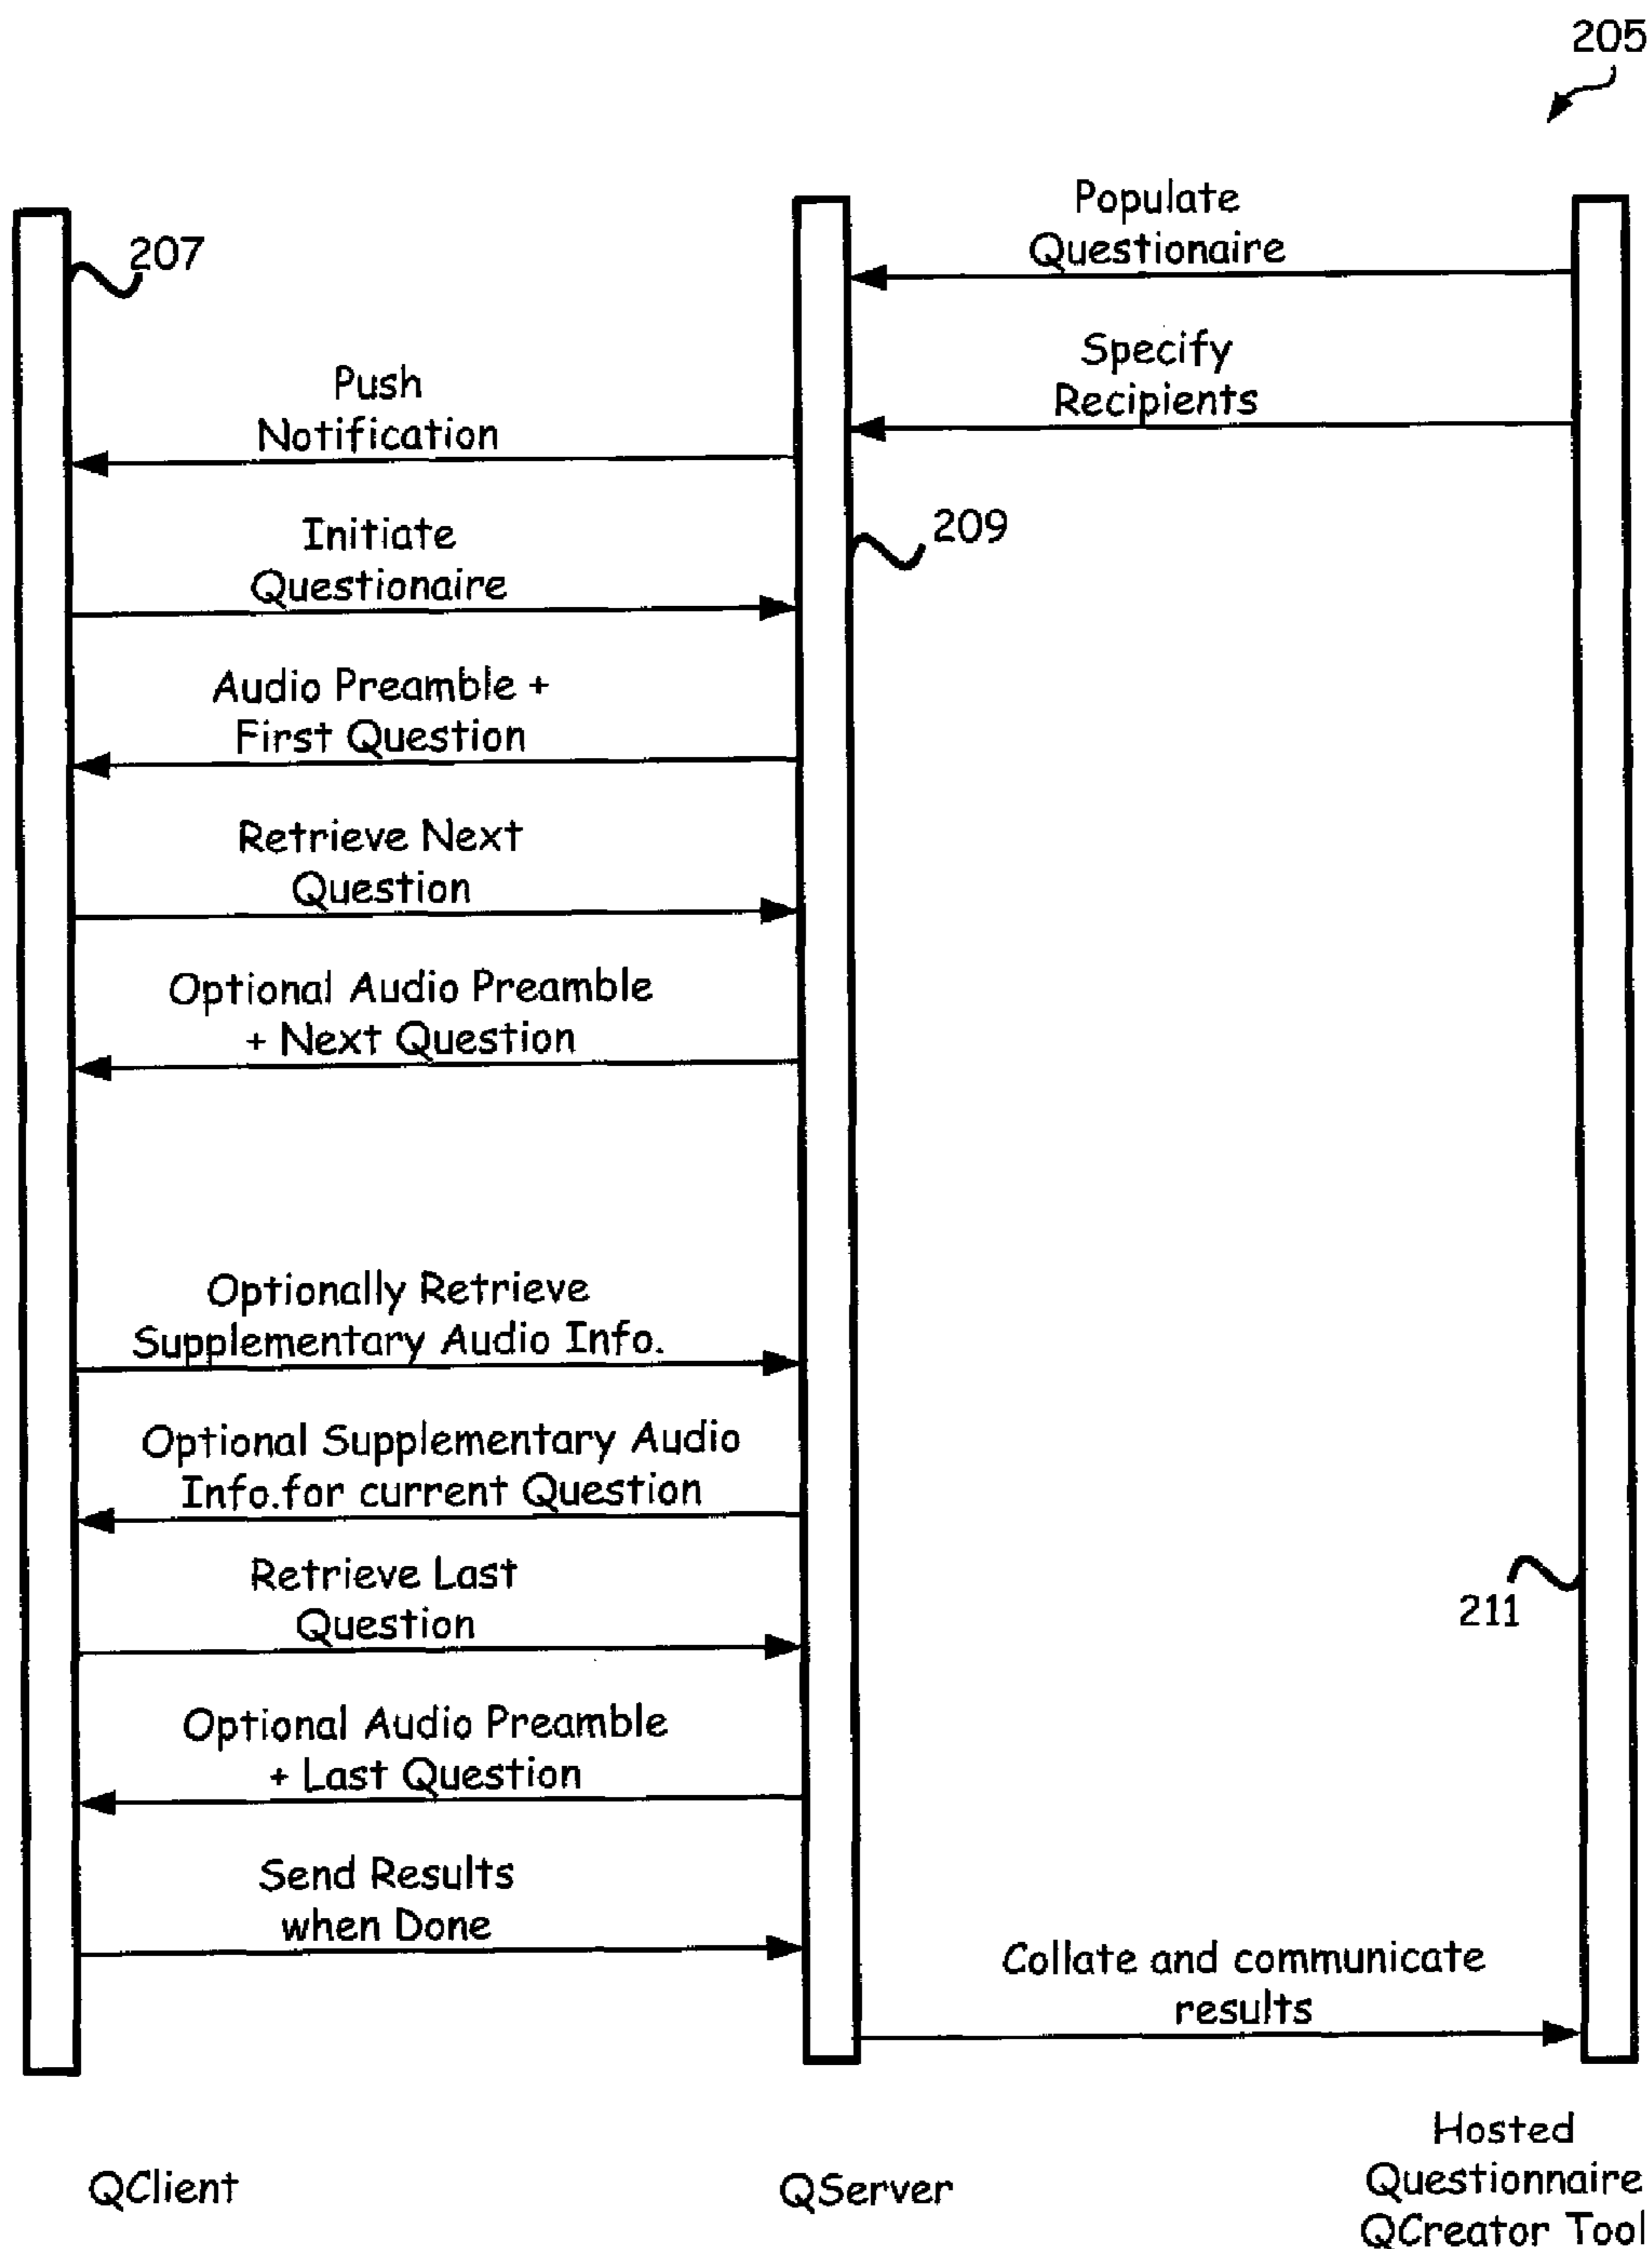 205
Populate
Questionaire
207
Specify
Recipients
Push
Notification
209
Initiate
Questionaire
Audio Preamble +
First Question
Retrieve Next
Question
Optional Audio Preamble
+ Next Question
Optionally Retrieve
Supplementary Audio Info.
Optional Supplementary Audio
Info.for current Question
Retrieve Last
Question
211
Optional Audio Preamble
+ Last Question
Send Results
when Done
Collate and communicate
results
QClient
QServer
Hosted
Questionnaire
QCreator Tool